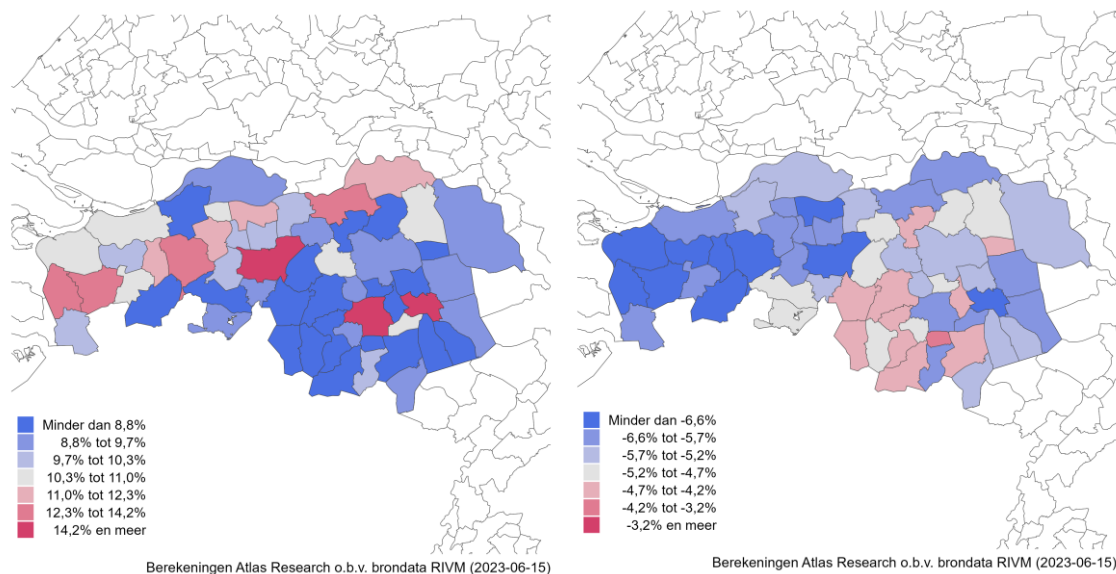 Minder dan 8,8%
8,8% tot 9,7%
9,7% tot 10,3%
10,3% tot 11,0%
11,0% tot 12,3%
12,3% tot 14,2%
14,2% en meer
Berekeningen Atlas Research o.b.v. brondata RIVM (2023-06-15)
Minder dan -6,6%
-6,6% tot -5,7%
-5,7% tot -5,2%
-5,2% tot -4,7%
-4,7% tot -4,2%
-4,2% tot -3,2%
-3,2% en meer
Berekeningen Atlas Research o.b.v. brondata RIVM (2023-06-15)